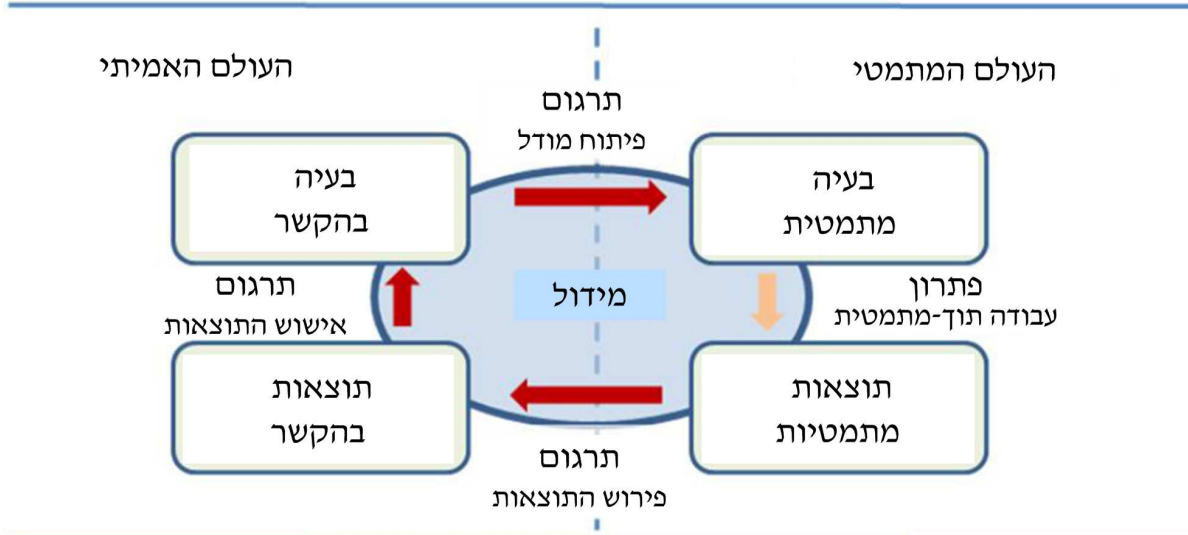 העולם המתמטי
העולם האמיתי
תרגום
פיתוח מודל
בעיה
מתמטית
בעיה
בהקשר
מידול
פתרון
עבודה תוך-מתמטית
תרגום
אישוש התוצאות
תוצאות
מתמטיות
תוצאות
בהקשר
תרגום
פירוש התוצאות